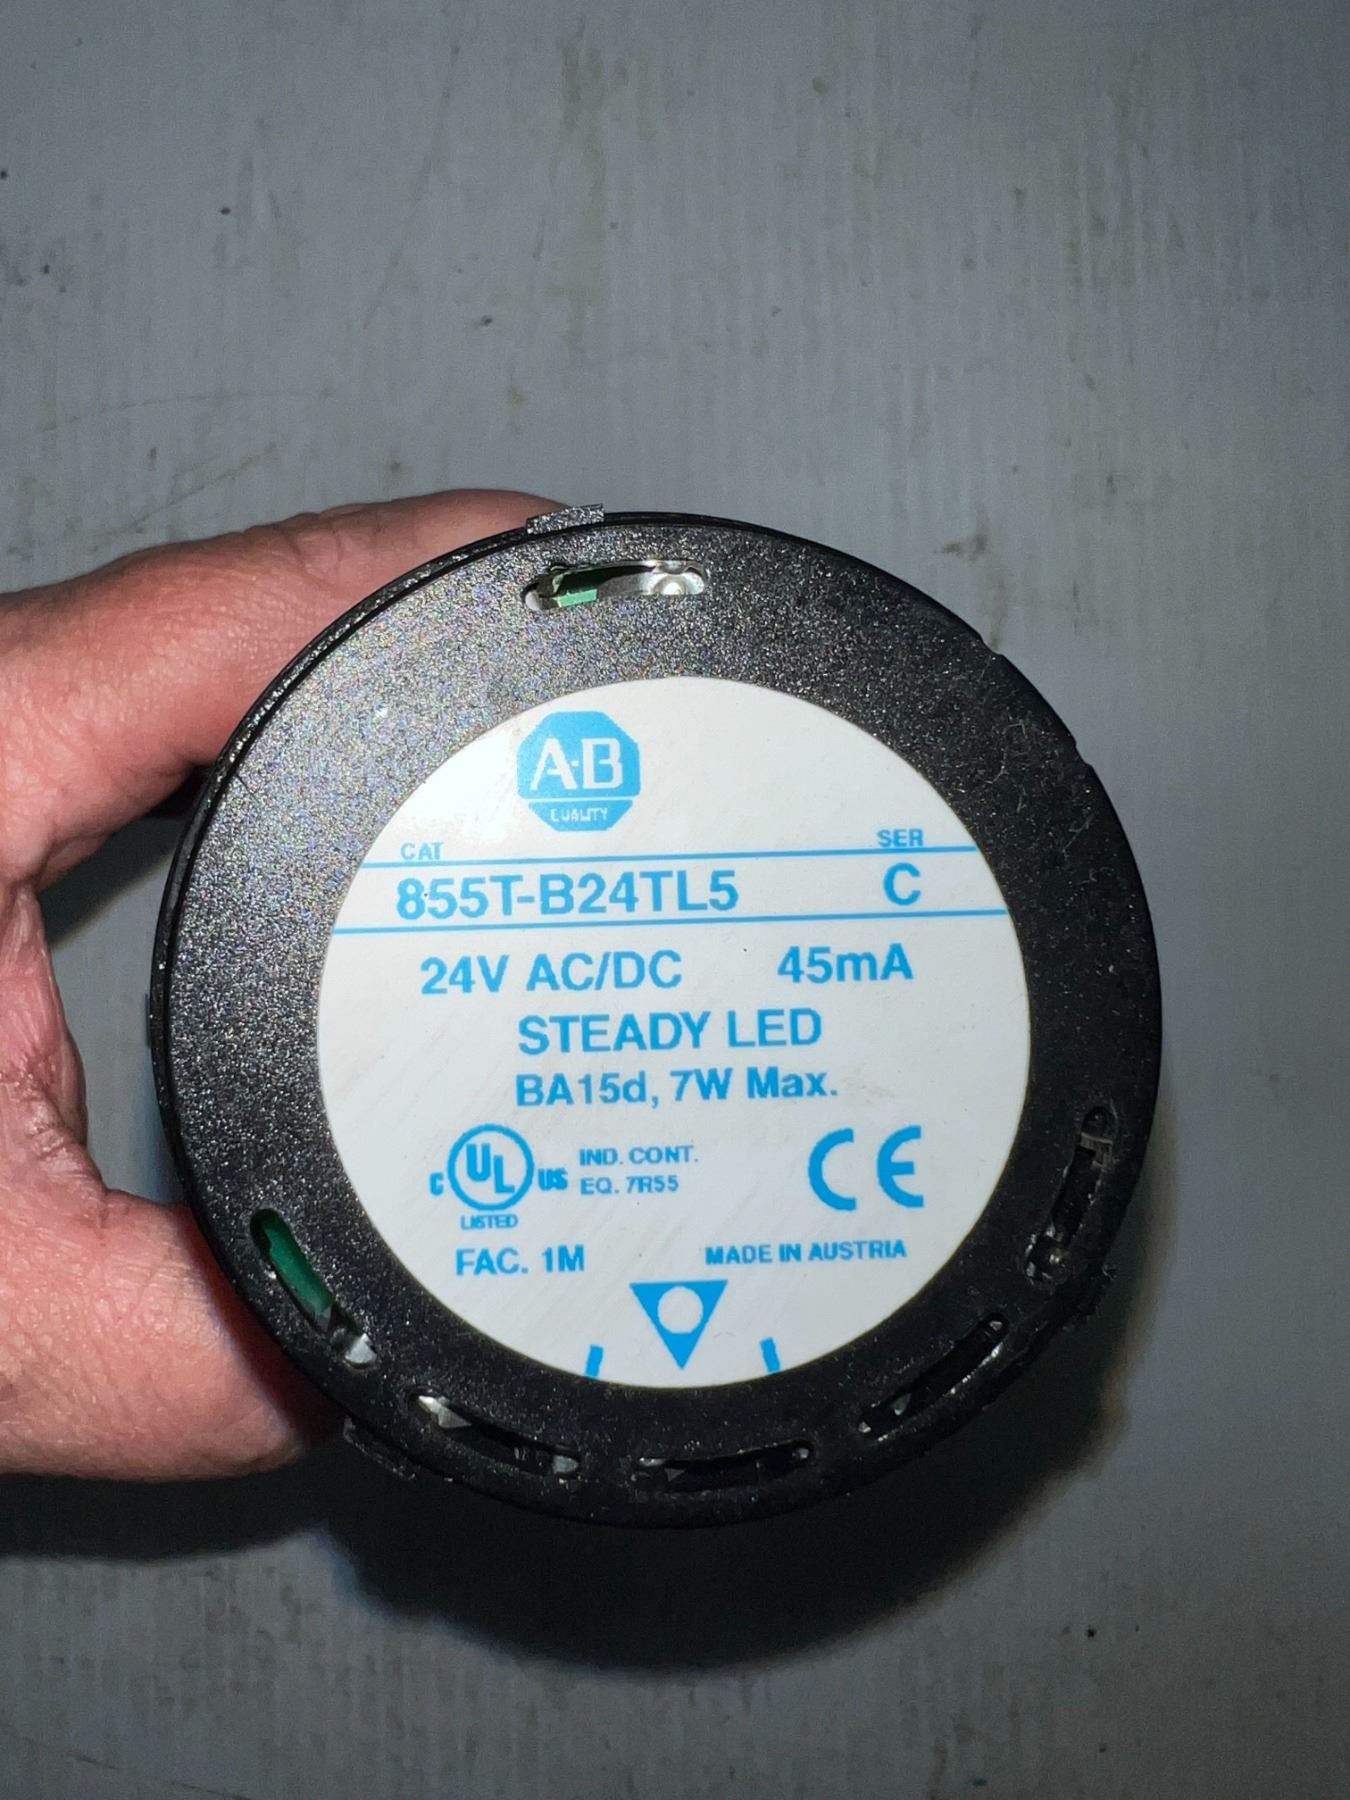 A-B
QUALITY
CAT SER
855T-B24TL5 C
24V AC/DC 45mA
STEADY LED
BA15d, 7W Max.
C UL US IND. CONT.
EQ. 7R55
LISTED CE
FAC. 1M MADE IN AUSTRIA